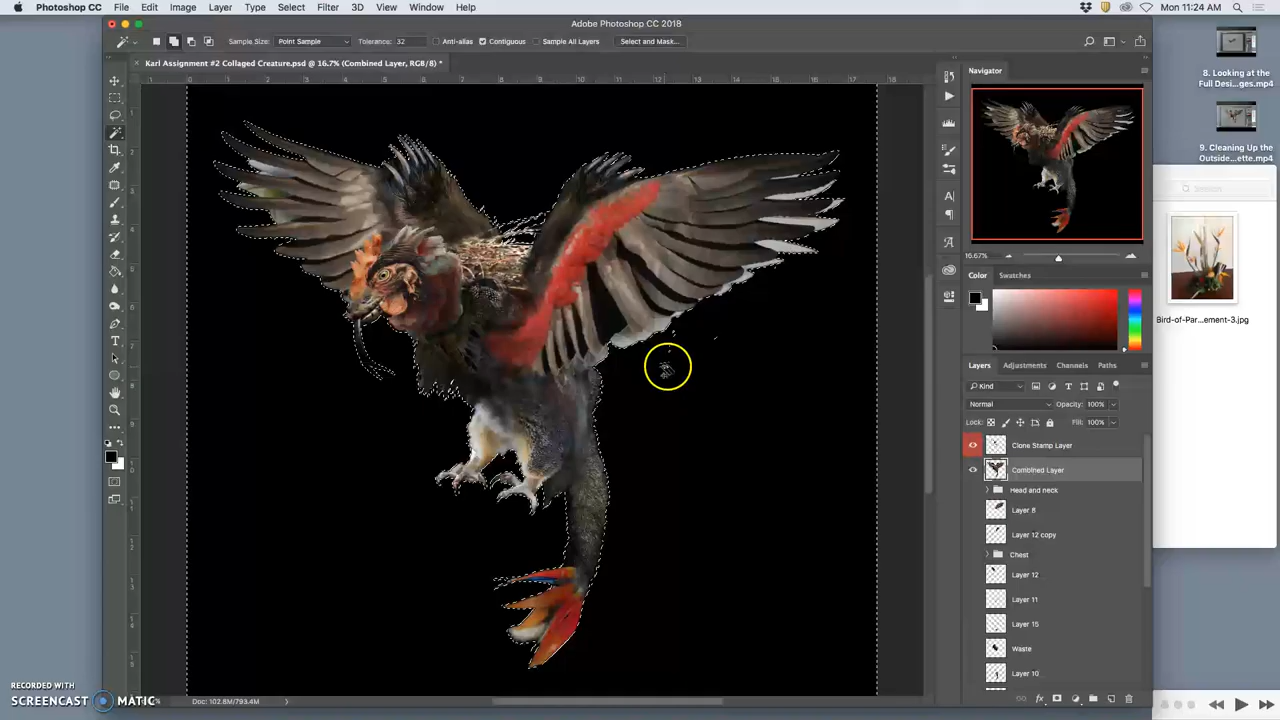 Photoshop CC File Edit Image Layer Type Select Filter 3D View Window Help
Mon 11:24 AM
Adobe Photoshop CC 2018
Sample Size: Point Sample Tolerance: 32 Anti-alias Contiguous Sample All Layers Select and Mask...
Karl Assignment #2 Collaged Creature.psd @ 16.7% (Combined Layer, RGB/8) *
Navigator
16.67%
Color Swatches
Layers Adjustments Channels Paths
Kind
Normal Opacity: 100%
Lock: Fill: 100%
Clone Stamp Layer
Combined Layer
Head and neck
Layer 8
Layer 12 copy
Chest
Layer 12
Layer 11
Layer 15
Waste
Layer 10
Doc: 102.8M/793.4M
8. Looking at the
Full Desi...ges.mp4
9. Cleaning Up the
Outside...ette.mp4
Search
Bird-of-Par...ement-3.jpg
RECORDED WITH
SCREENCAST MATIC